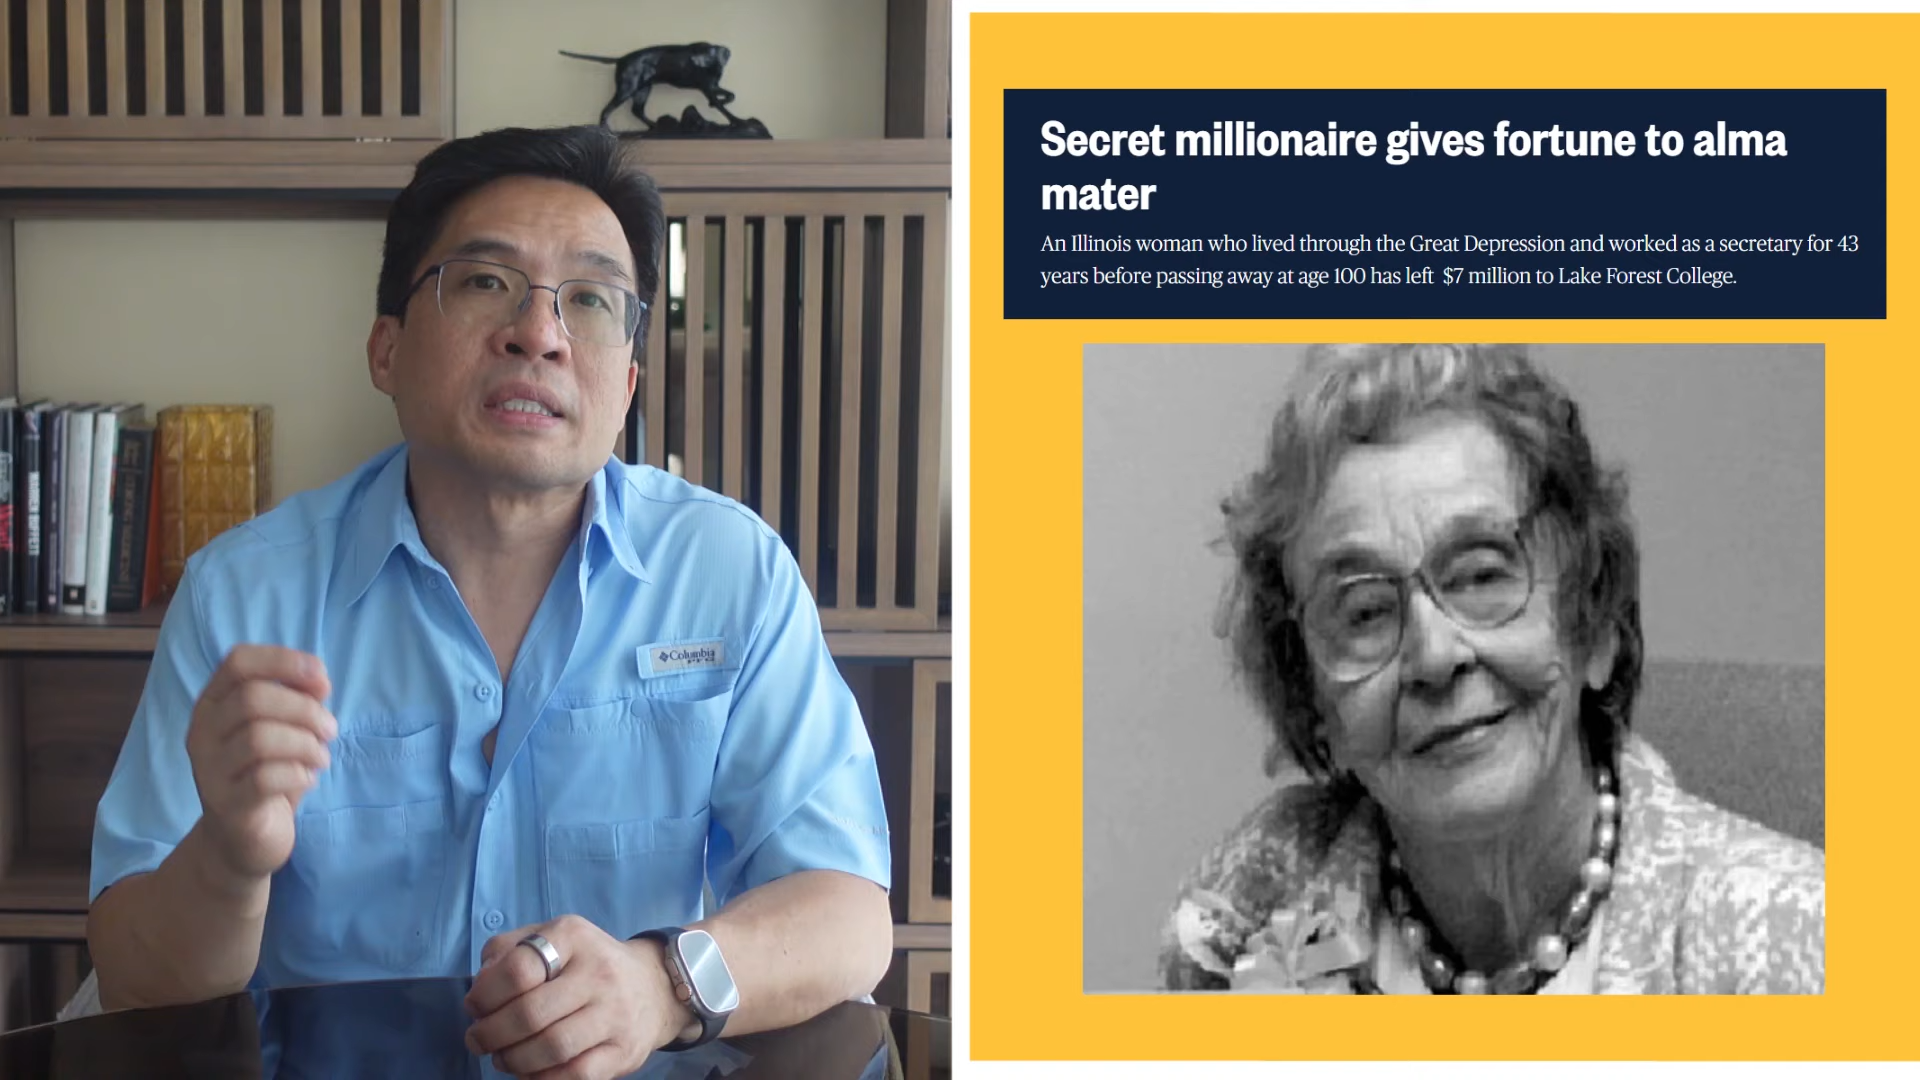 Secret millionaire gives fortune to alma
mater
An Illinois woman who lived through the Great Depression and worked as a secretary for 43
years before passing away at age 100 has left $7 million to Lake Forest College.
Columbia
PFG